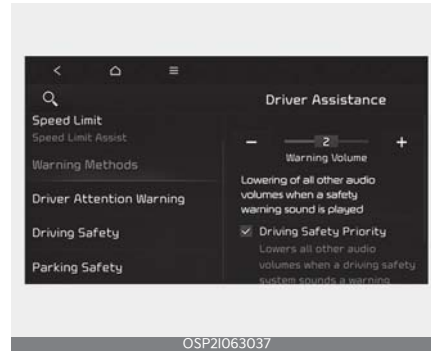 Driver Assistance
Speed Limit
Speed Limit Assist
Warning Methods
Driver Attention Warning
Driving Safety
Parking Safety
− 2 +
Warning Volume
Lowering of all other audio
volumes when a safety
warning sound is played
Driving Safety Priority
Lowers all other audio
volumes when a driving safety
system sounds a warning
OSP2I063037